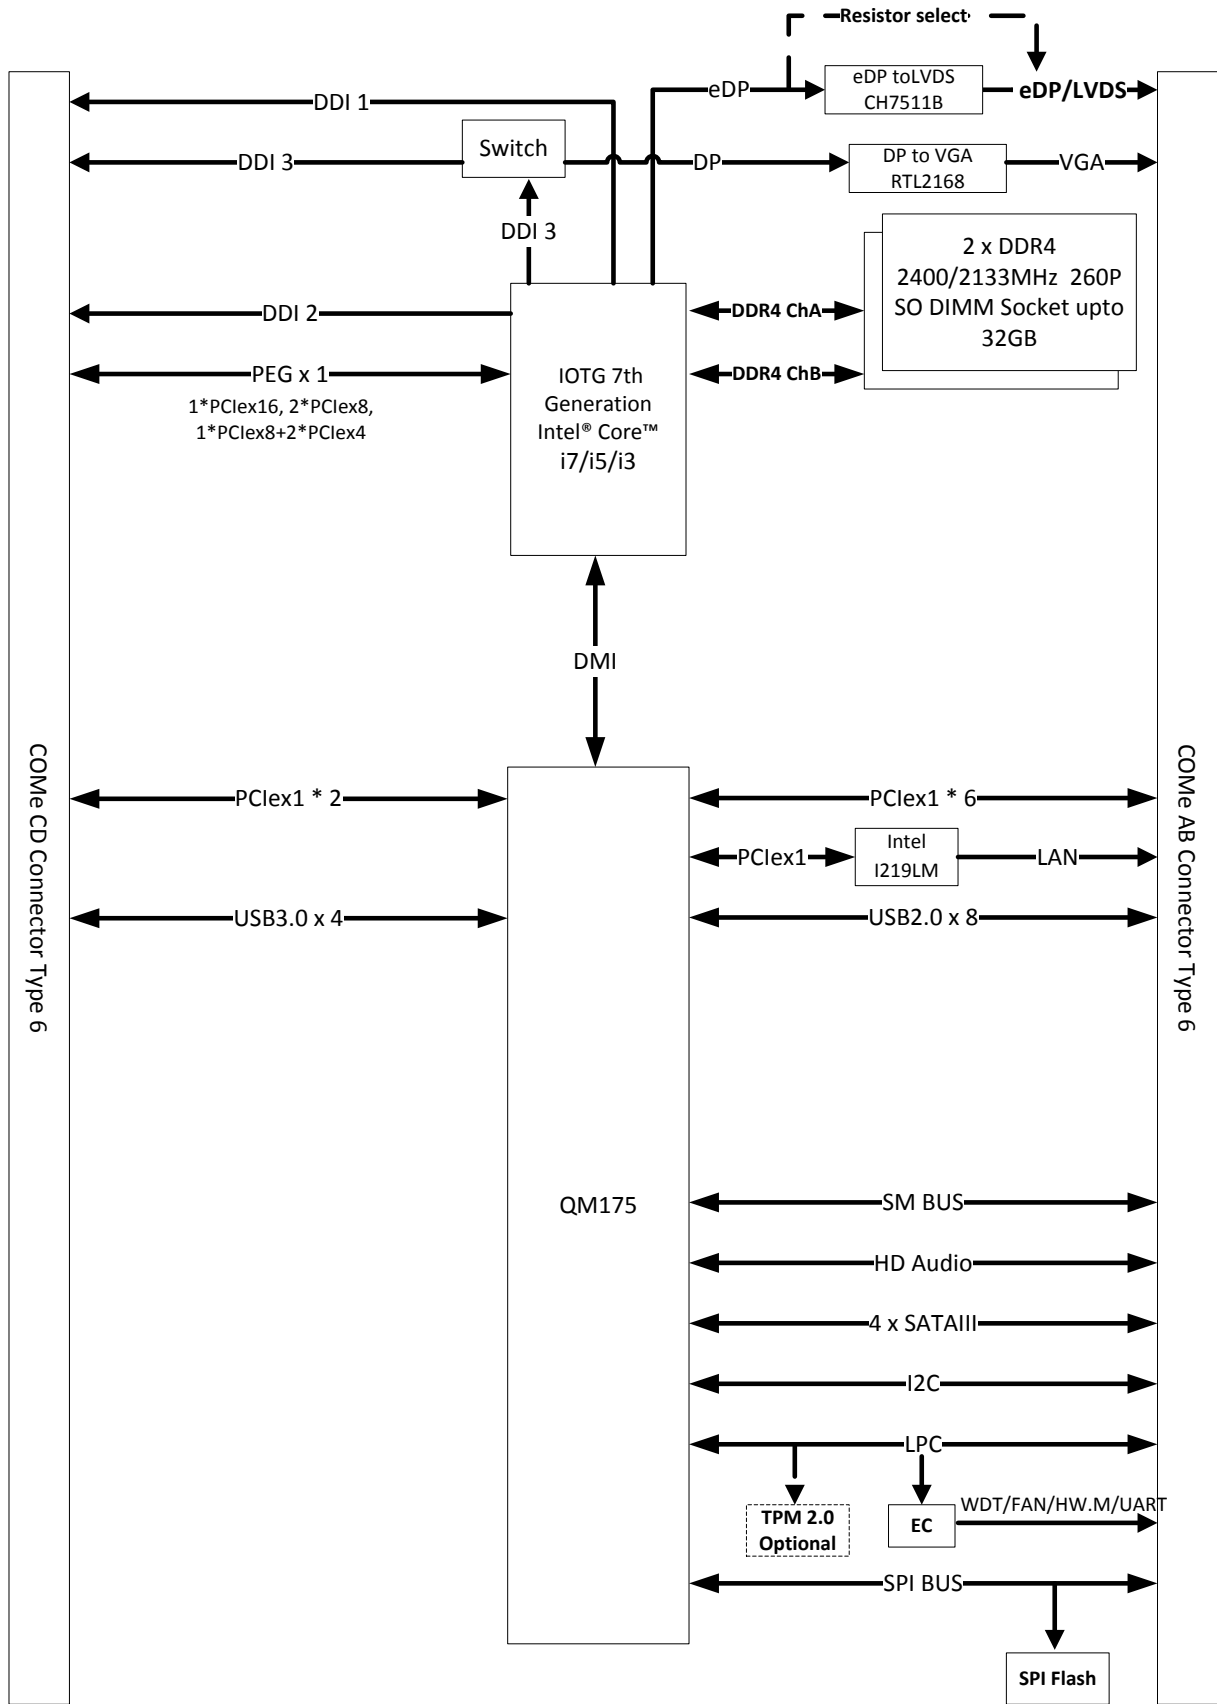 Resistor select
eDP
eDP toLVDS
CH7511B
eDP/LVDS
DDI 1
Switch
DDI 3
DP
DP to VGA
RTL2168
VGA
DDI 3
2 x DDR4
2400/2133MHz  260P
SO DIMM Socket upto
32GB
DDI 2
DDR4 ChA
PEG x 1
DDR4 ChB
1*PCIex16, 2*PCIex8,
1*PCIex8+2*PCIex4
IOTG 7th
Generation
Intel® Core™
i7/i5/i3
DMI
COMe CD Connector Type 6
COMe AB Connector Type 6
PCIex1 * 2
PCIex1 * 6
PCIex1
Intel
I219LM
LAN
USB3.0 x 4
USB2.0 x 8
QM175
SM BUS
HD Audio
4 x SATAIII
I2C
LPC
TPM 2.0
Optional
EC
WDT/FAN/HW.M/UART
SPI BUS
SPI Flash